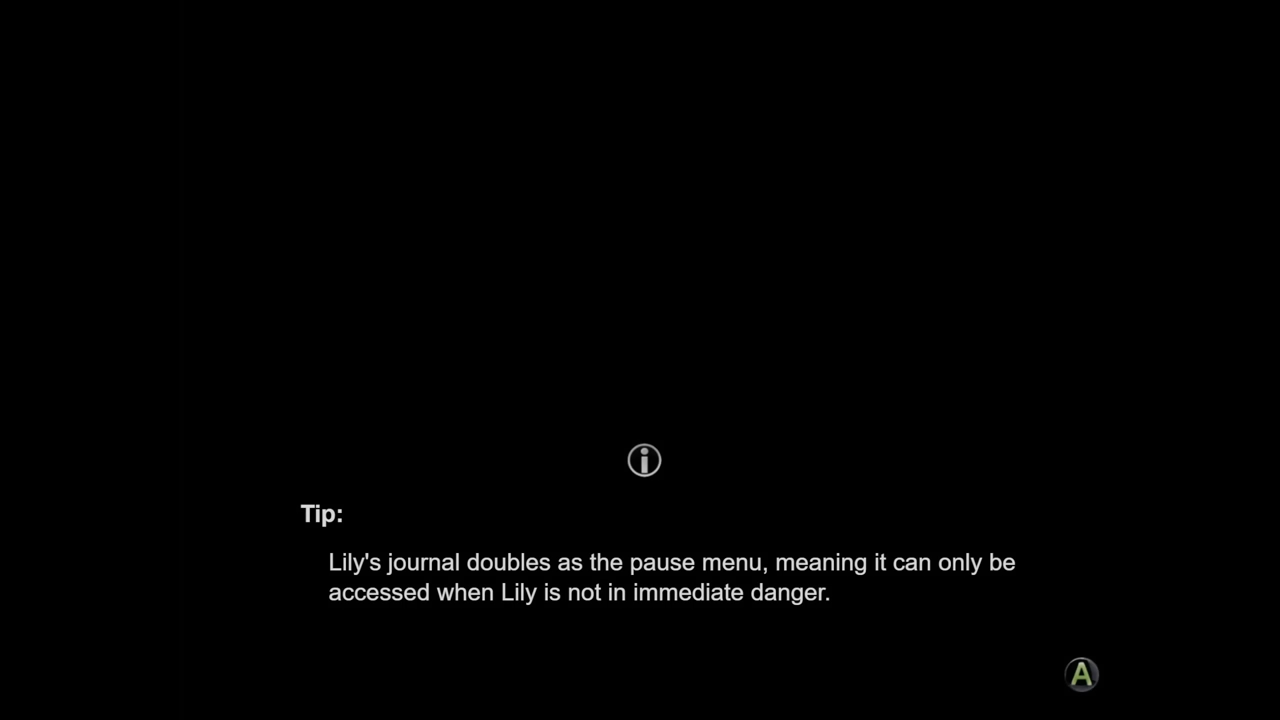 Tip:
Lily's journal doubles as the pause menu, meaning it can only be
accessed when Lily is not in immediate danger.
A